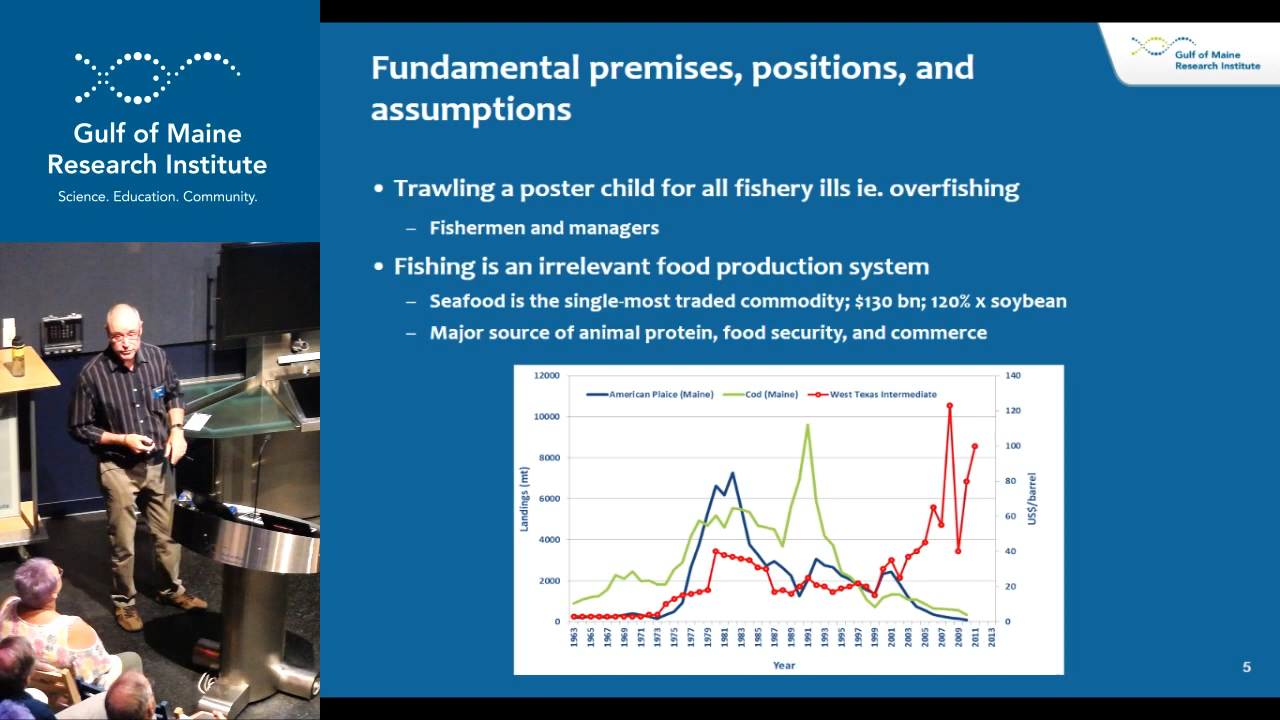 Gulf of Maine
Research Institute
Science. Education. Community.
Gulf of Maine
Research Institute
Fundamental premises, positions, and
assumptions
• Trawling a poster child for all fishery ills ie. overfishing
– Fishermen and managers
• Fishing is an irrelevant food production system
– Seafood is the single-most traded commodity; $130 bn; 120% x soybean
– Major source of animal protein, food security, and commerce
American Plaice (Maine) Cod (Maine) West Texas Intermediate
Landings (mt)
12000
10000
8000
6000
4000
2000
0
140
120
100
80
60
40
20
0
US$/barrel
1963 1965 1967 1969 1971 1973 1975 1977 1979 1981 1983 1985 1987 1989 1991 1993 1995 1997 1999 2001 2003 2005 2007 2009 2011 2013
Year
5